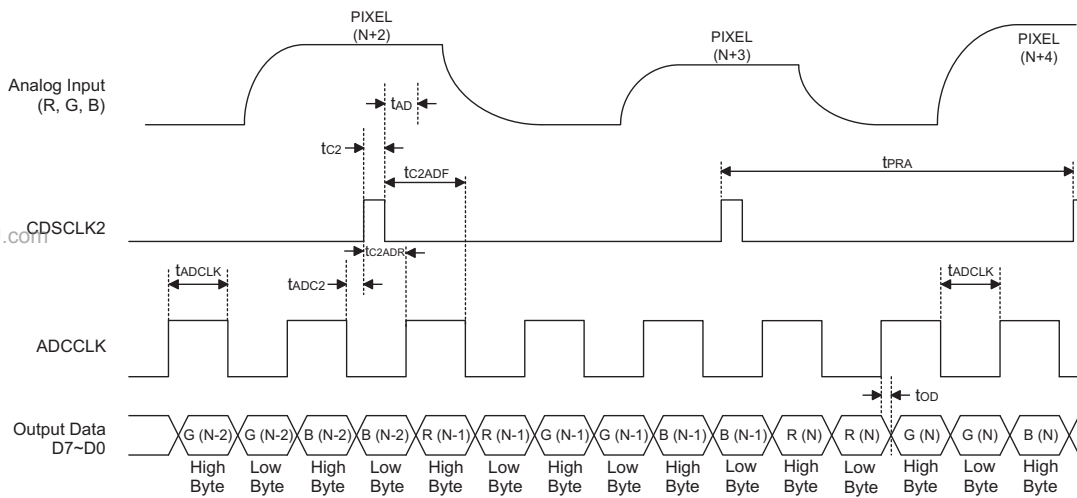 PIXEL
(N+2)
PIXEL
(N+3)
PIXEL
(N+4)
Analog Input
(R, G, B)
tAD
tC2
tC2ADF
tPRA
CDSCLK2
l.com
tC2ADR
tADCLK
tADC2
tADCLK
ADCCLK
tOD
Output Data
D7~D0
G (N-2) G (N-2) B (N-2) B (N-2) R (N-1) R (N-1) G (N-1) G (N-1) B (N-1) B (N-1) R (N) R (N) G (N) G (N) B (N)
High Low High Low High Low High Low High Low High Low High Low High
Byte Byte Byte Byte Byte Byte Byte Byte Byte Byte Byte Byte Byte Byte Byte